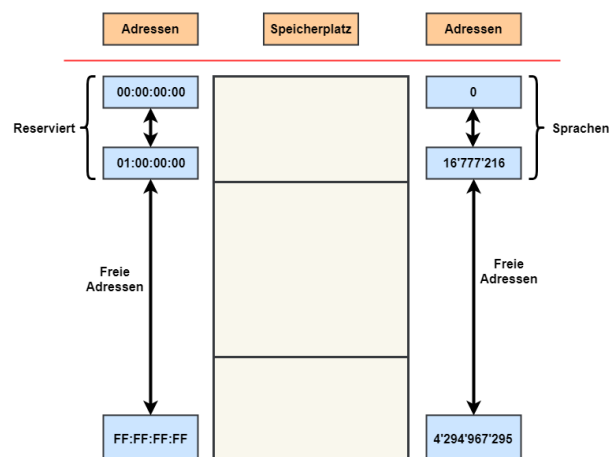 Adressen
Speicherplatz
Adressen
00:00:00:00
0
Reserviert
Sprachen
01:00:00:00
16'777'216
Freie
Adressen
Freie
Adressen
FF:FF:FF:FF
4'294'967'295